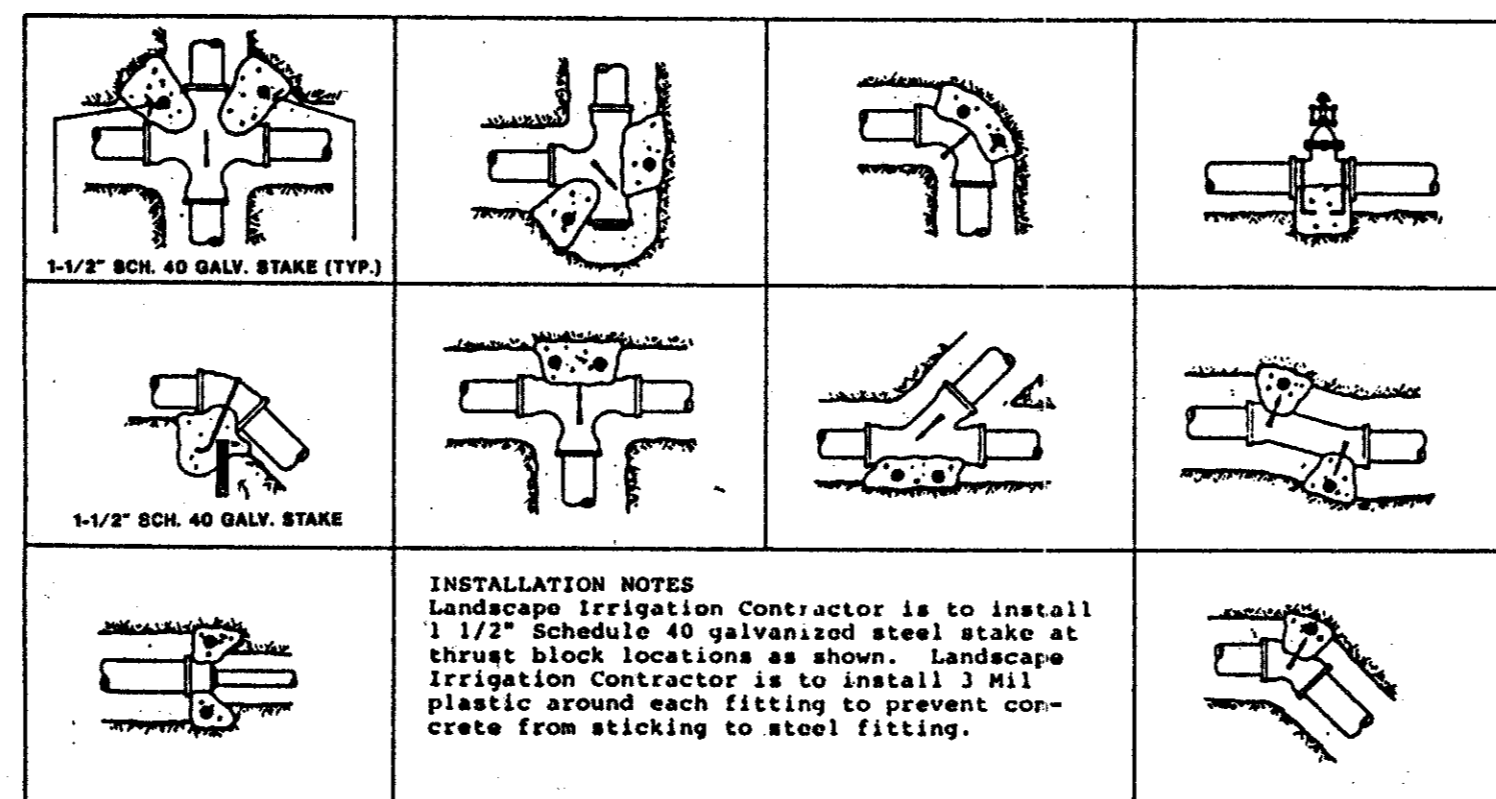 1-1/2" SCH. 40 GALV. STAKE (TYP.)
1-1/2" SCH. 40 GALV. STAKE
INSTALLATION NOTES
Landscape Irrigation Contractor is to install
1 1/2" Schedule 40 galvanized steel stake at
thrust block locations as shown. Landscape
Irrigation Contractor is to install 3 Mil
plastic around each fitting to prevent con-
crete from sticking to steel fitting.